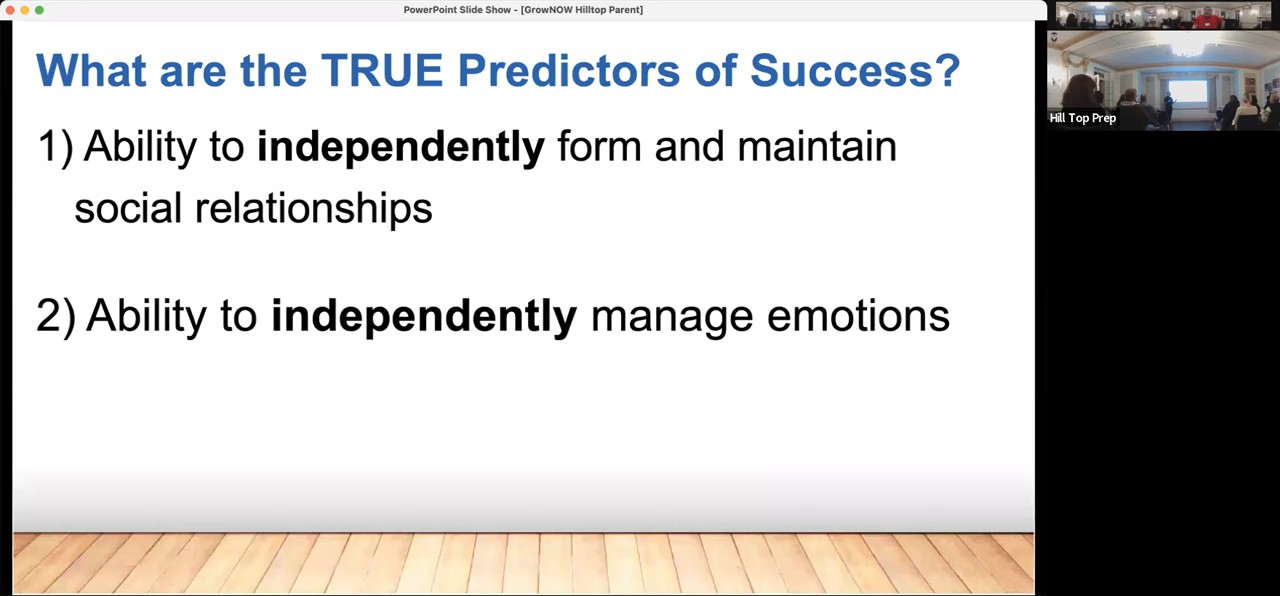 PowerPoint Slide Show - [GrowNOW Hilltop Parent]
What are the TRUE Predictors of Success?
1) Ability to independently form and maintain
social relationships
2) Ability to independently manage emotions
Hill Top Prep